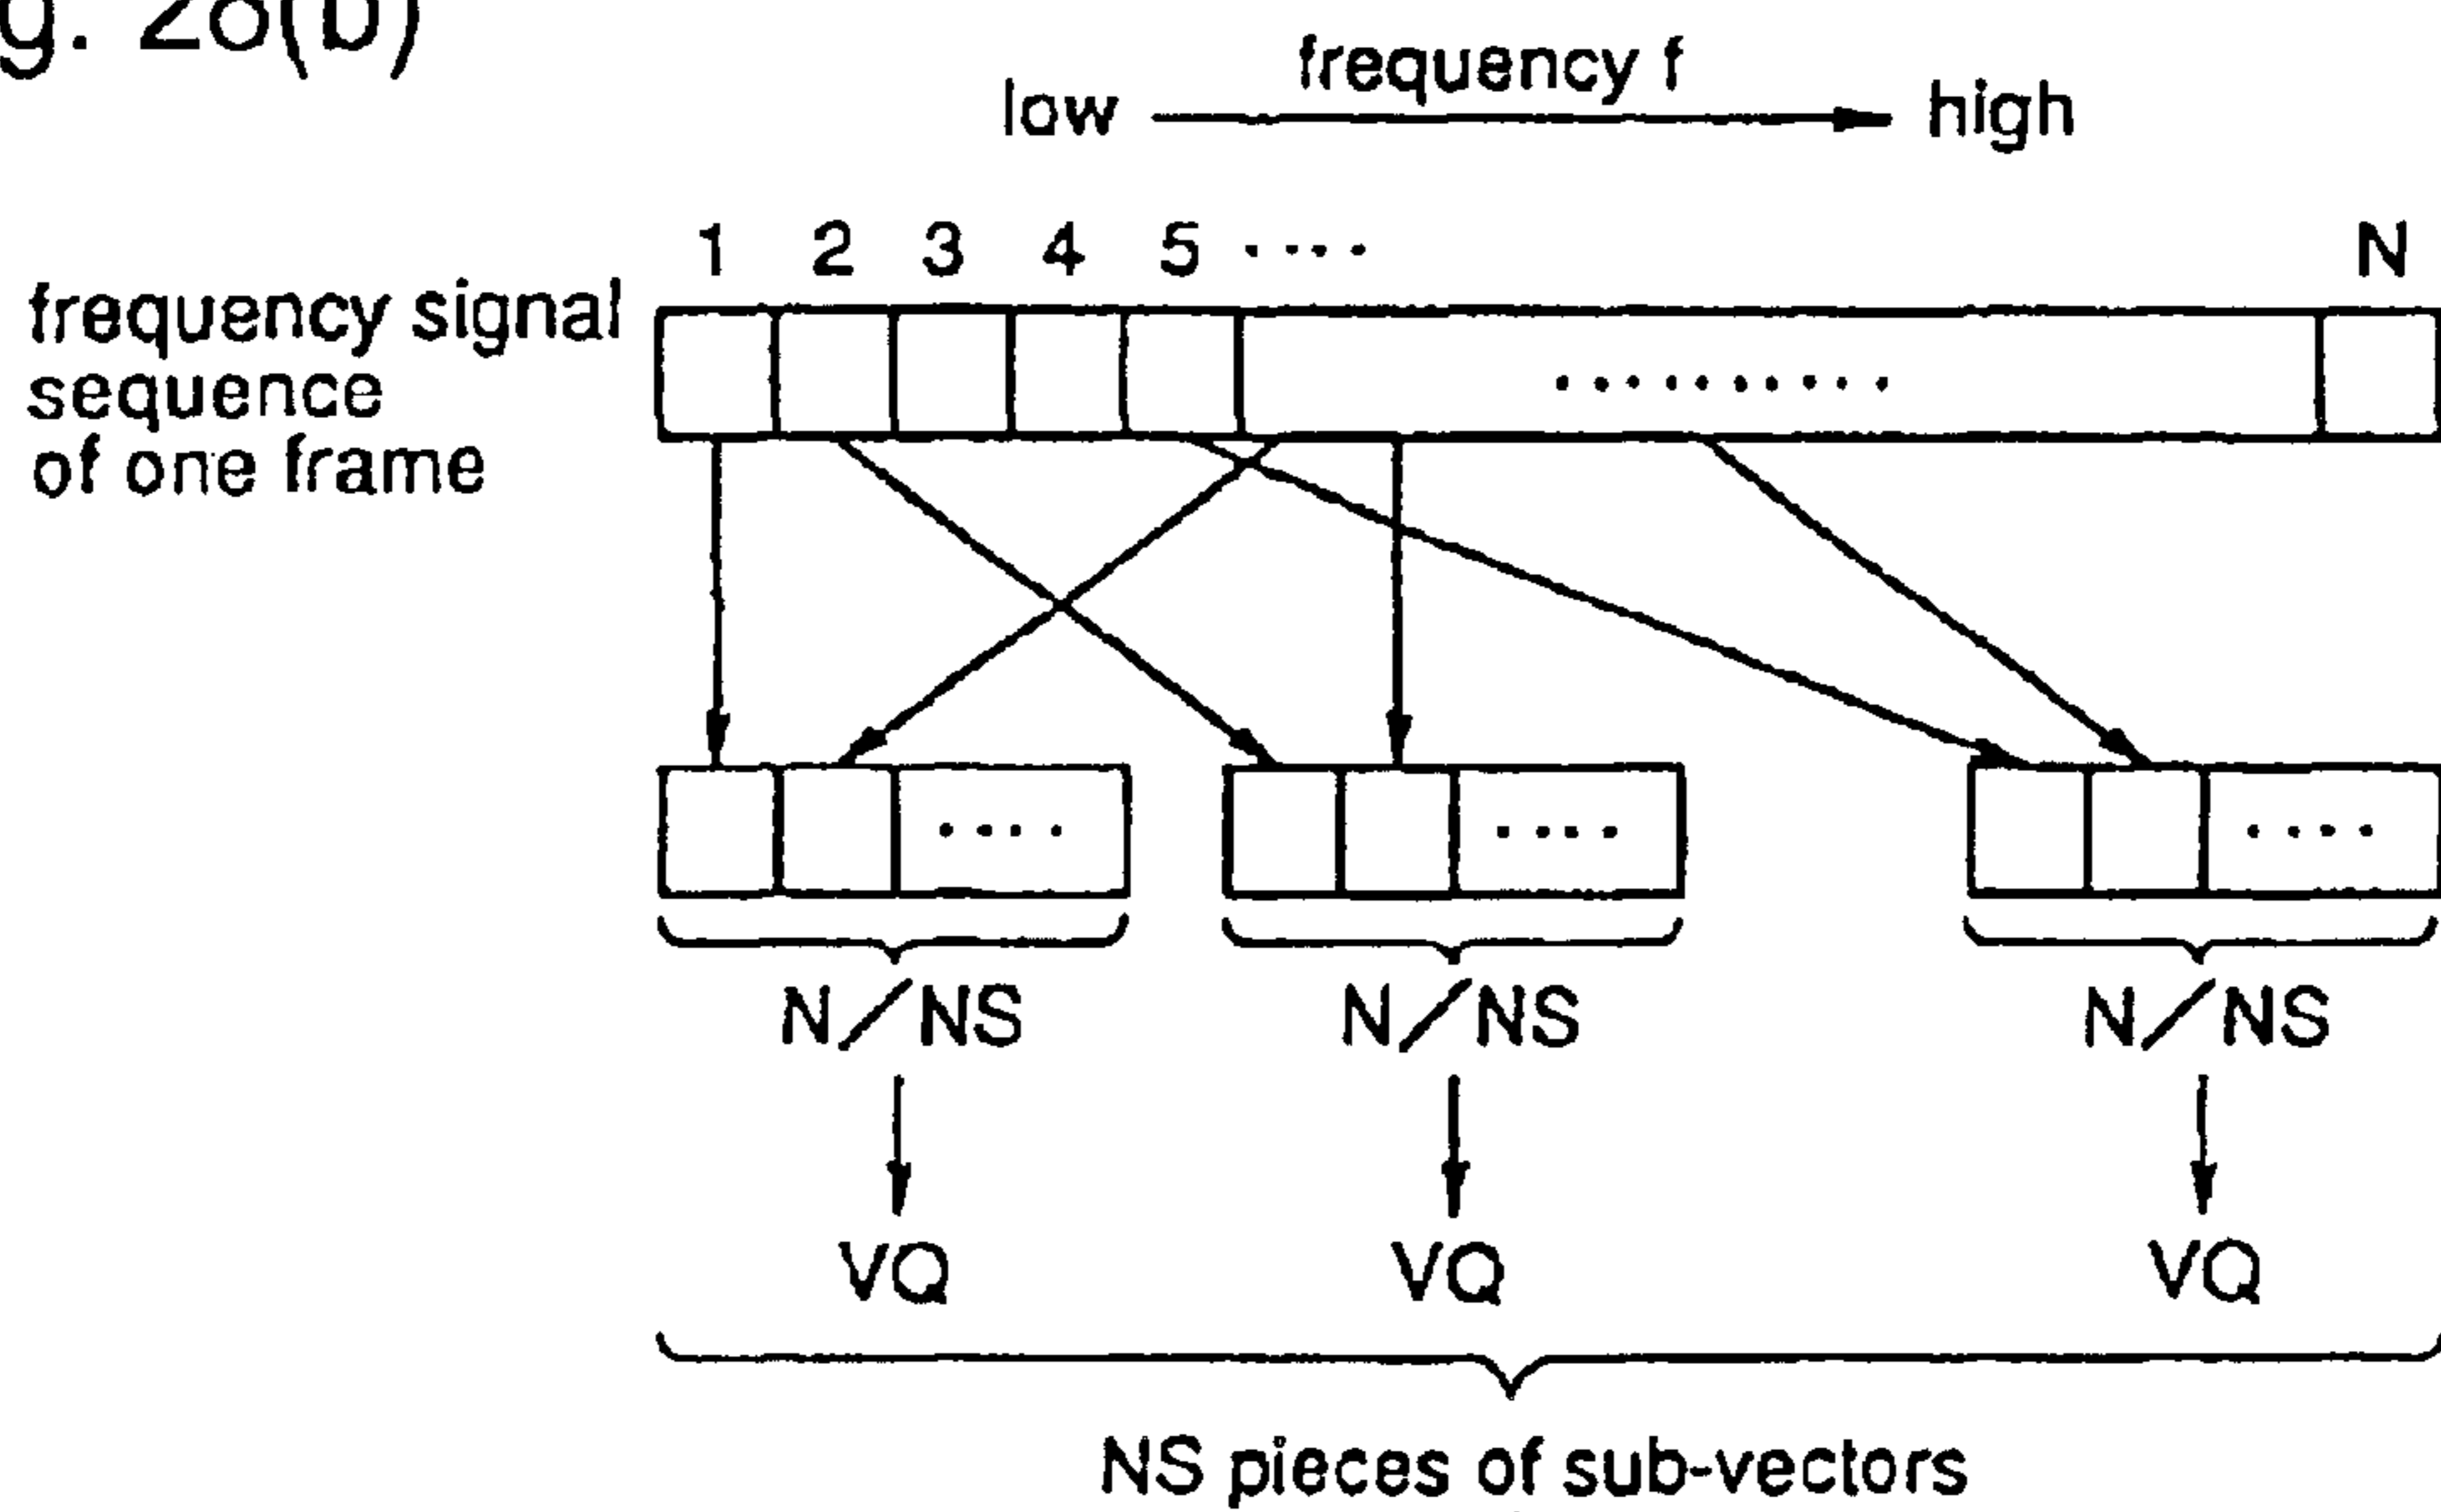 g. 28(b)
frequency f
low high
1 2 3 4 5 ···· N
frequency signal
sequence
of one frame
·········
···· ···· ····
N/NS N/NS N/NS
VQ VQ VQ
NS pieces of sub-vectors